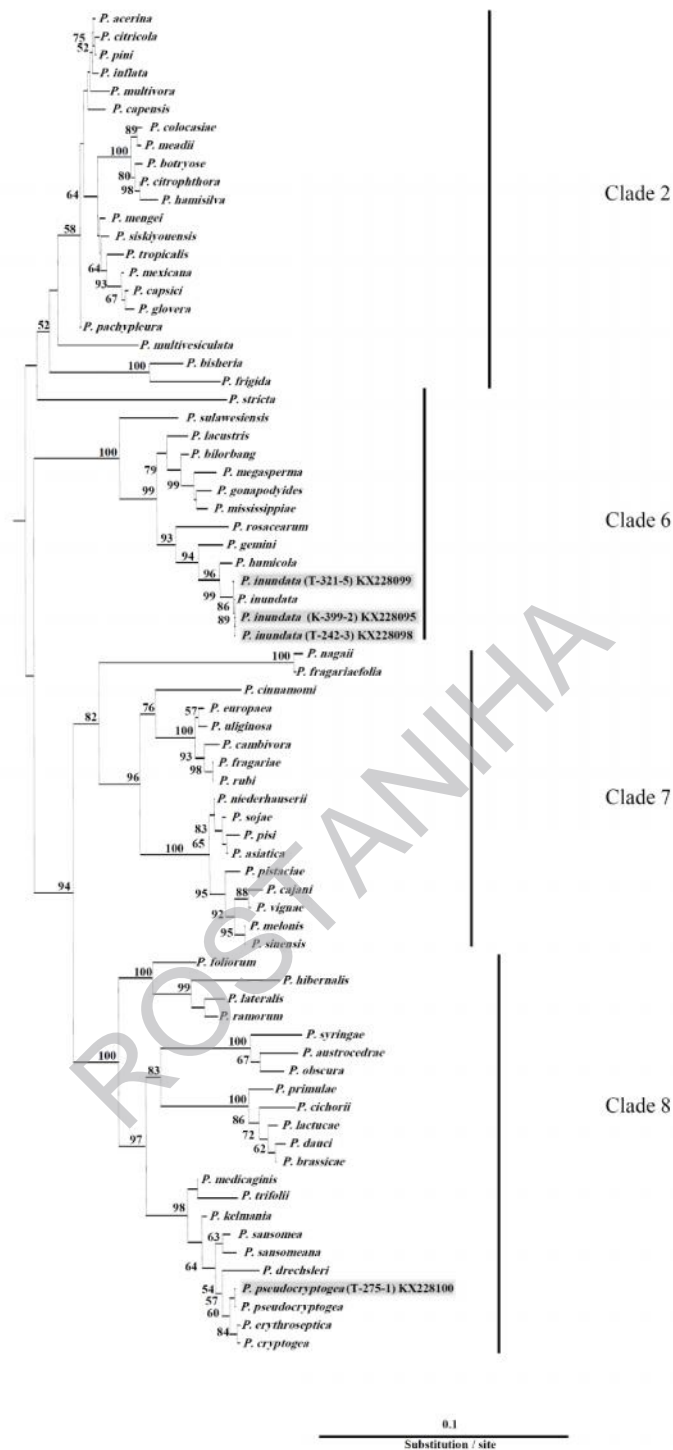 P. acerina
75
P. citricola
52
P. pini
P. inflata
P. multivora
P. capensis
89
P. colocasiae
P. meadii
100
P. botryose
80
P. citrophthora
98
P. hamisilva
64
Clade 2
P. mengei
58
P. siskiyouensis
P. tropicalis
64
P. mexicana
93
P. capsici
67
P. glovera
52
P. pachypleura
P. multivesiculata
100
P. bisheria
P. frigida
P. stricta
P. sulawesiensis
P. lacustris
100
P. bilorbang
79
P. megasperma
99
P. gonapodyides
99
P. mississippiae
Clade 6
93
P. rosacearum
P. gemini
94
P. humicola
96
P. inundata (T-321-5) KX228099
99
P. inundata
86
P. inundata (K-399-2) KX228095
89
P. inundata (T-242-3) KX228098
100
P. nagaii
P. fragariaefolia
P. cinnamomi
82
76
57
P. europaea
P. uliginosa
100
P. cambivora
93
P. fragariae
98
P. rubi
96
P. niederhauserii
Clade 7
P. sojae
83
P. pisi
65
P. asiatica
100
P. pistaciae
95
88
P. cajani
P. vignae
92
P. melonis
95
P. sinensis
94
P. foliorum
100
P. hibernalis
99
P. lateralis
P. ramorum
P. syringae
100
P. austrocedrae
67
P. obscura
100
83
P. primulae
100
P. cichorii
86
P. lactucae
Clade 8
72
P. dauci
62
P. brassicae
97
P. medicaginis
P. trifolii
98
P. kelmania
P. sansomea
63
P. sansomeana
64
P. drechsleri
54
P. pseudocryptogea (T-275-1) KX228100
57
P. pseudocryptogea
60
P. erythroseptica
84
P. cryptogea
ROSTANIHA
0.1
Substitution / site